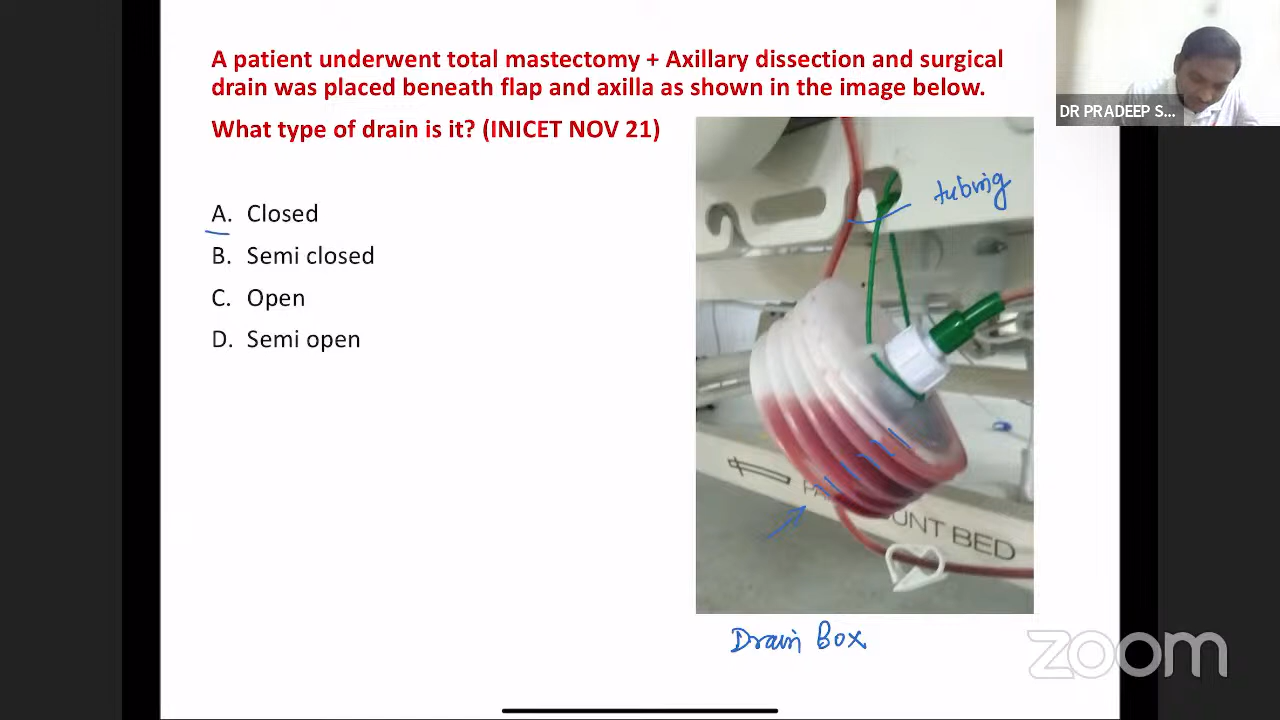 A patient underwent total mastectomy + Axillary dissection and surgical
drain was placed beneath flap and axilla as shown in the image below.
What type of drain is it? (INICET NOV 21)
A. Closed
B. Semi closed
C. Open
D. Semi open
tubing
UNT BED
Drain Box
DR PRADEEP S...
zoom